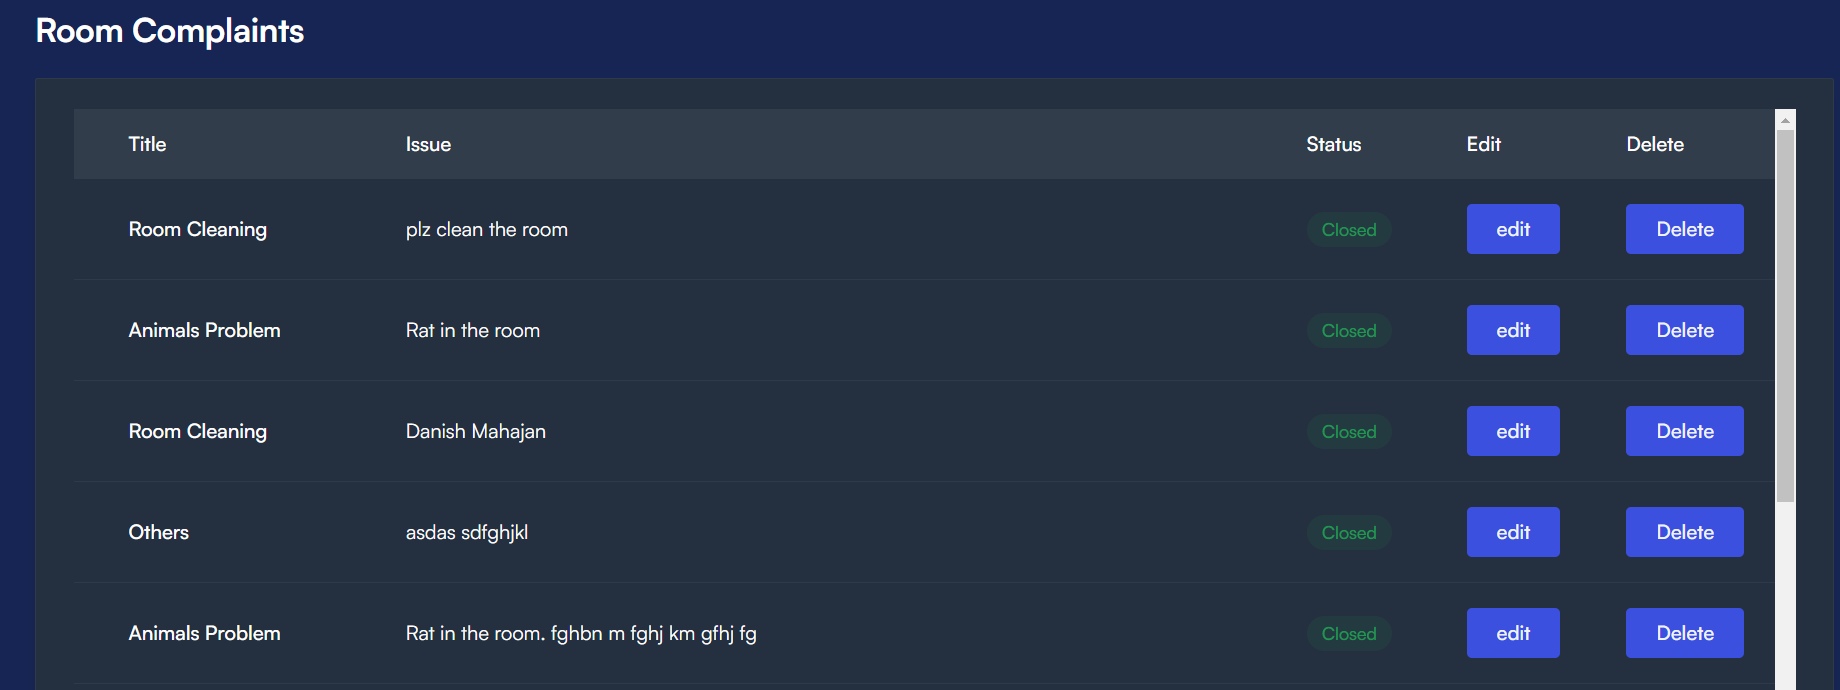 Room Complaints
Title Issue Status Edit Delete
Room Cleaning plz clean the room Closed edit Delete
Animals Problem Rat in the room Closed edit Delete
Room Cleaning Danish Mahajan Closed edit Delete
Others asdas sdfghjkl Closed edit Delete
Animals Problem Rat in the room. fghbn m fghj km gfhj fg Closed edit Delete